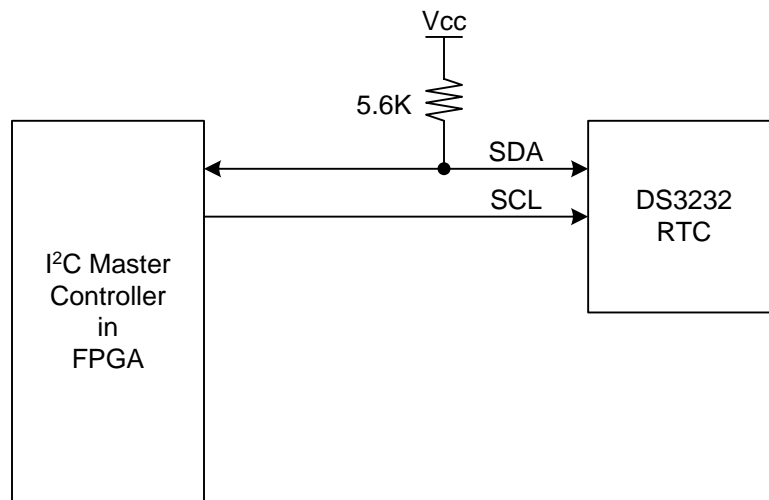 Vcc
5.6K
SDA
SCL
DS3232
RTC
I²C Master
Controller
in
FPGA